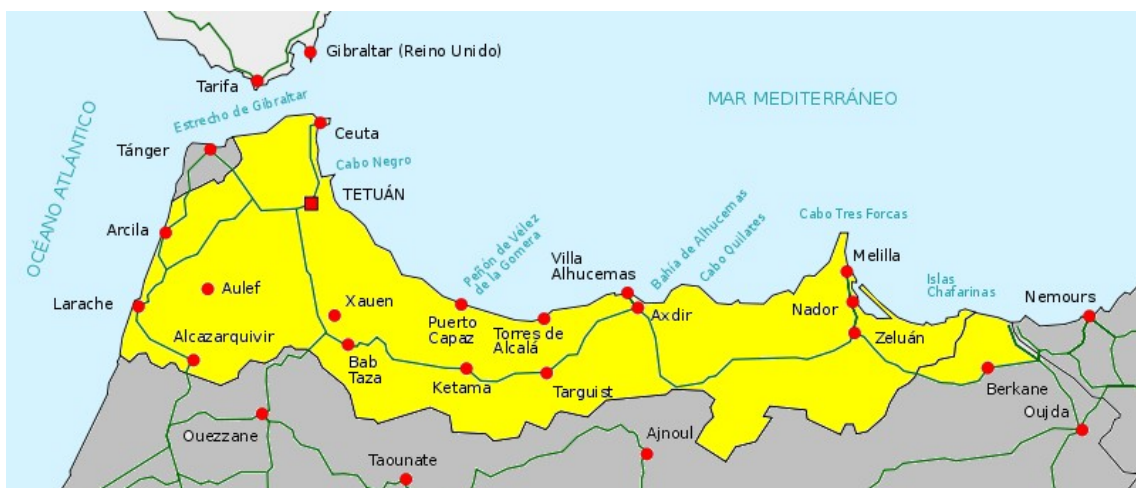 Gibraltar (Reino Unido)
Tarifa
MAR MEDITERRÁNEO
Estrecho de Gibraltar
OCÉANO ATLÁNTICO
Ceuta
Tánger
Cabo Negro
TETUÁN
Arcila
Peñón de Vélez
de la Gomera
Bahía de Alhucemas
Cabo Quilates
Cabo Tres Forcas
Villa
Alhucemas
Melilla
Islas
Chafarinas
Aulef
Larache
Xauen
Nemours
Puerto
Capaz
Torres de
Alcalá
Axdir
Nador
Zeluán
Alcazarquivir
Bab
Taza
Ketama
Targuist
Berkane
Ouezzane
Oujda
Ajnoul
Taounate